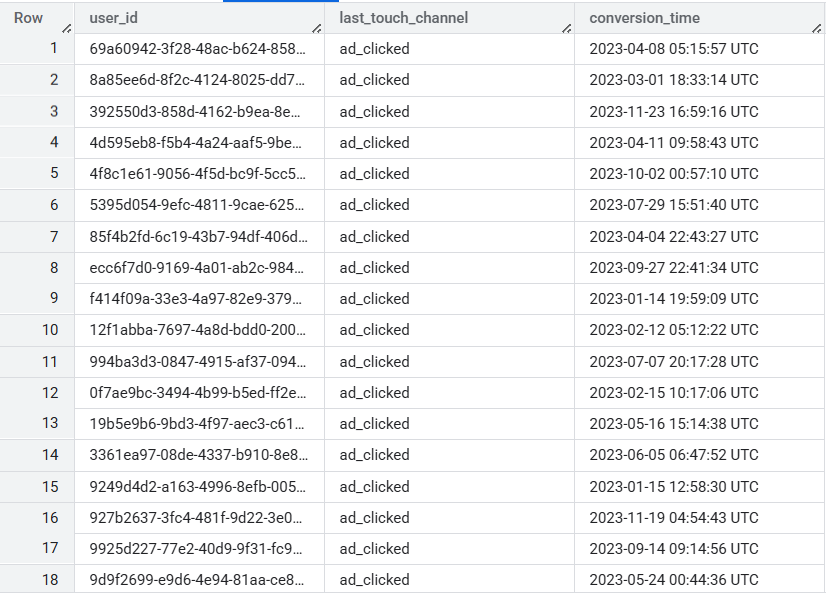 Row user_id last_touch_channel conversion_time
1 69a60942-3f28-48ac-b624-858... ad_clicked 2023-04-08 05:15:57 UTC
2 8a85ee6d-8f2c-4124-8025-dd7... ad_clicked 2023-03-01 18:33:14 UTC
3 392550d3-858d-4162-b9ea-8e... ad_clicked 2023-11-23 16:59:16 UTC
4 4d595eb8-f5b4-4a24-aaf5-9be... ad_clicked 2023-04-11 09:58:43 UTC
5 4f8c1e61-9056-4f5d-bc9f-5cc5... ad_clicked 2023-10-02 00:57:10 UTC
6 5395d054-9efc-4811-9cae-625... ad_clicked 2023-07-29 15:51:40 UTC
7 85f4b2fd-6c19-43b7-94df-406d... ad_clicked 2023-04-04 22:43:27 UTC
8 ecc6f7d0-9169-4a01-ab2c-984... ad_clicked 2023-09-27 22:41:34 UTC
9 f414f09a-33e3-4a97-82e9-379... ad_clicked 2023-01-14 19:59:09 UTC
10 12f1abba-7697-4a8d-bdd0-200... ad_clicked 2023-02-12 05:12:22 UTC
11 994ba3d3-0847-4915-af37-094... ad_clicked 2023-07-07 20:17:28 UTC
12 0f7ae9bc-3494-4b99-b5ed-ff2e... ad_clicked 2023-02-15 10:17:06 UTC
13 19b5e9b6-9bd3-4f97-aec3-c61... ad_clicked 2023-05-16 15:14:38 UTC
14 3361ea97-08de-4337-b910-8e8... ad_clicked 2023-06-05 06:47:52 UTC
15 9249d4d2-a163-4996-8efb-005... ad_clicked 2023-01-15 12:58:30 UTC
16 927b2637-3fc4-481f-9d22-3e0... ad_clicked 2023-11-19 04:54:43 UTC
17 9925d227-77e2-40d9-9f31-fc9... ad_clicked 2023-09-14 09:14:56 UTC
18 9d9f2699-e9d6-4e94-81aa-ce8... ad_clicked 2023-05-24 00:44:36 UTC